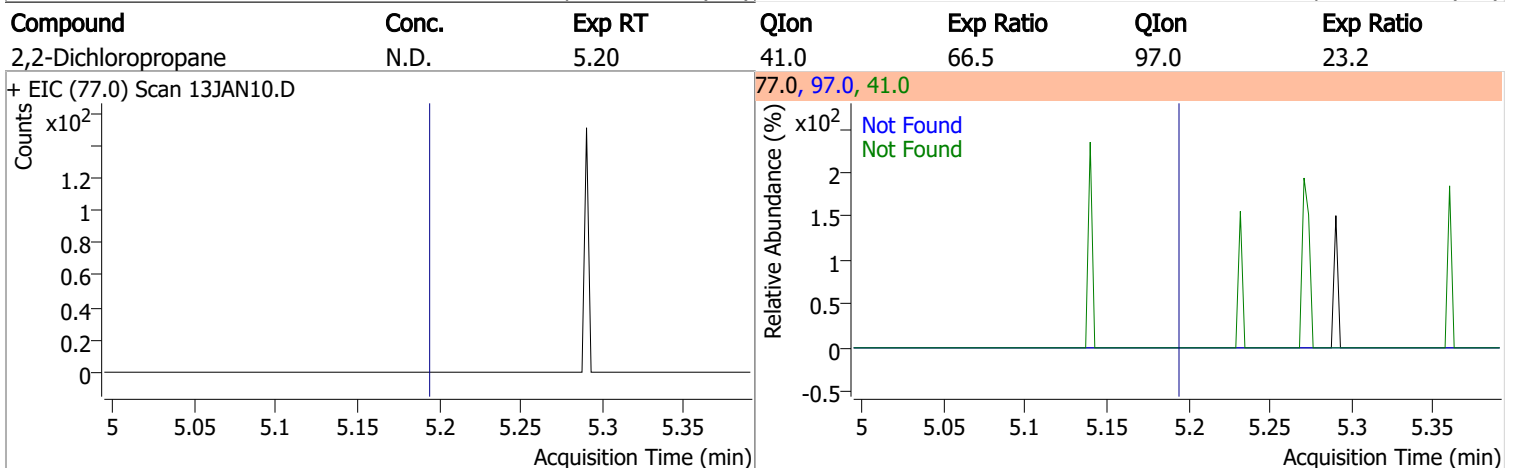 Compound Conc. Exp RT QIon Exp Ratio QIon Exp Ratio
2,2-Dichloropropane N.D. 5.20 41.0 66.5 97.0 23.2
+ EIC (77.0) Scan 13JAN10.D
Counts
x10²
1.2
1
0.8
0.6
0.4
0.2
0
5 5.05 5.1 5.15 5.2 5.25 5.3 5.35
Acquisition Time (min)
77.0, 97.0, 41.0
Relative Abundance (%)
x10²
Not Found
Not Found
2
1.5
1
0.5
0
-0.5
5 5.05 5.1 5.15 5.2 5.25 5.3 5.35
Acquisition Time (min)